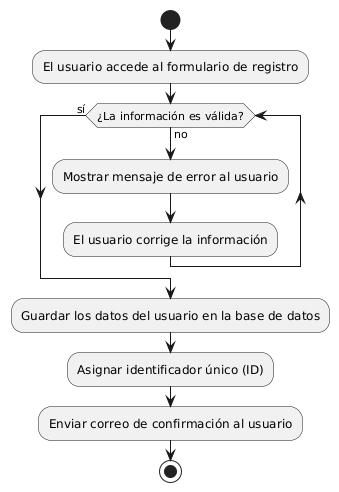 El usuario accede al formulario de registro
sí
¿La información es válida?
no
Mostrar mensaje de error al usuario
El usuario corrige la información
Guardar los datos del usuario en la base de datos
Asignar identificador único (ID)
Enviar correo de confirmación al usuario